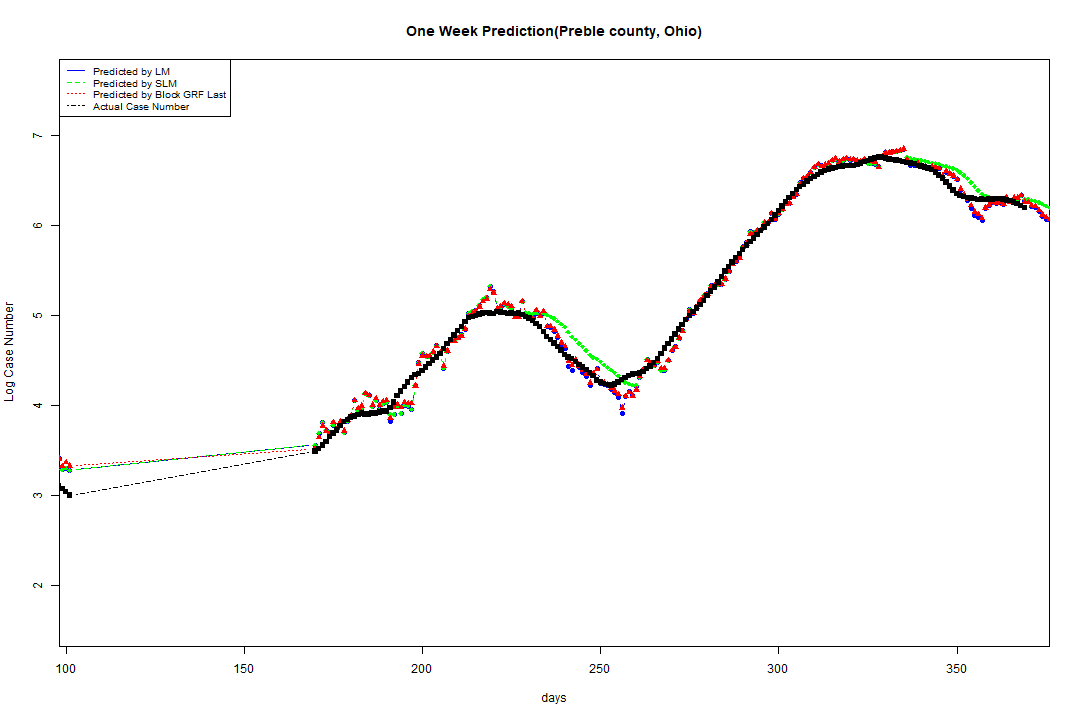 One Week Prediction(Preble county, Ohio)
Predicted by LM
Predicted by SLM
Predicted by Block GRF Last
Actual Case Number
7
6
5
4
3
2
Log Case Number
100 150 200 250 300 350
days